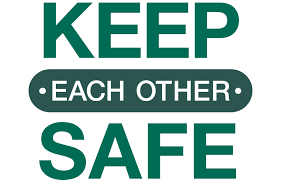 KEEP
• EACH OTHER •
SAFE